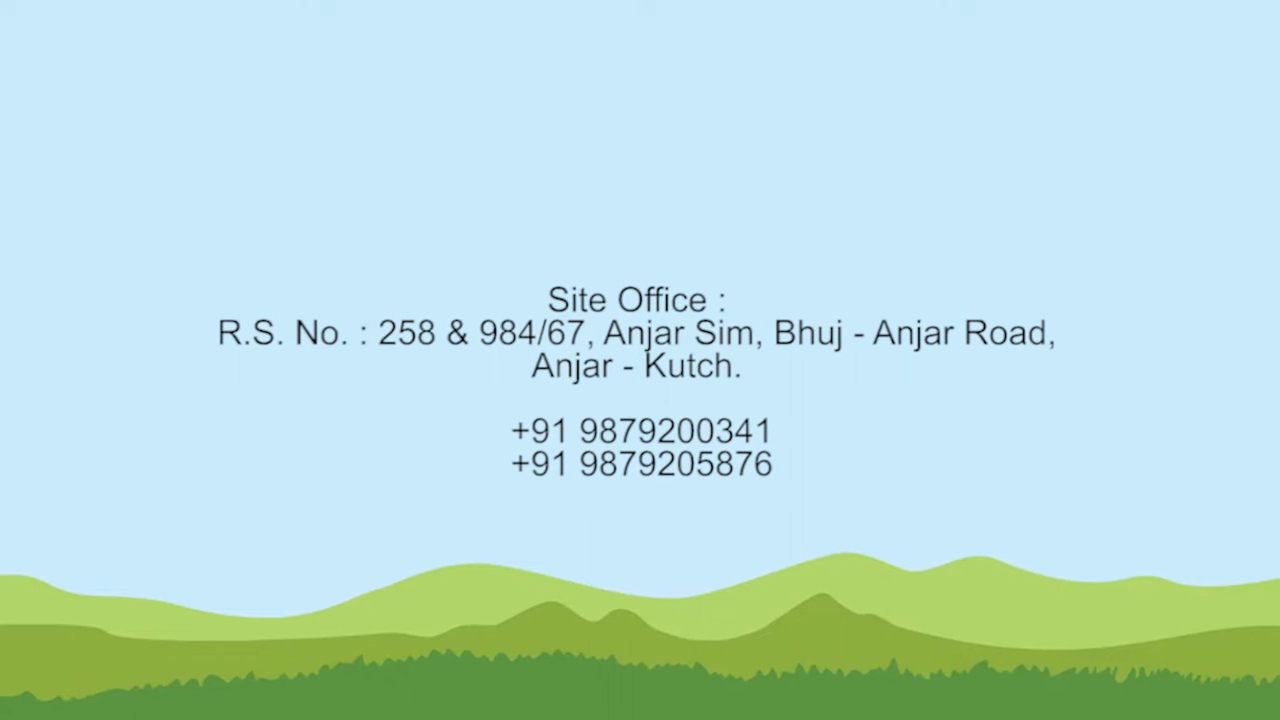 Site Office :
R.S. No. : 258 & 984/67, Anjar Sim, Bhuj - Anjar Road,
Anjar - Kutch.
+91 9879200341
+91 9879205876